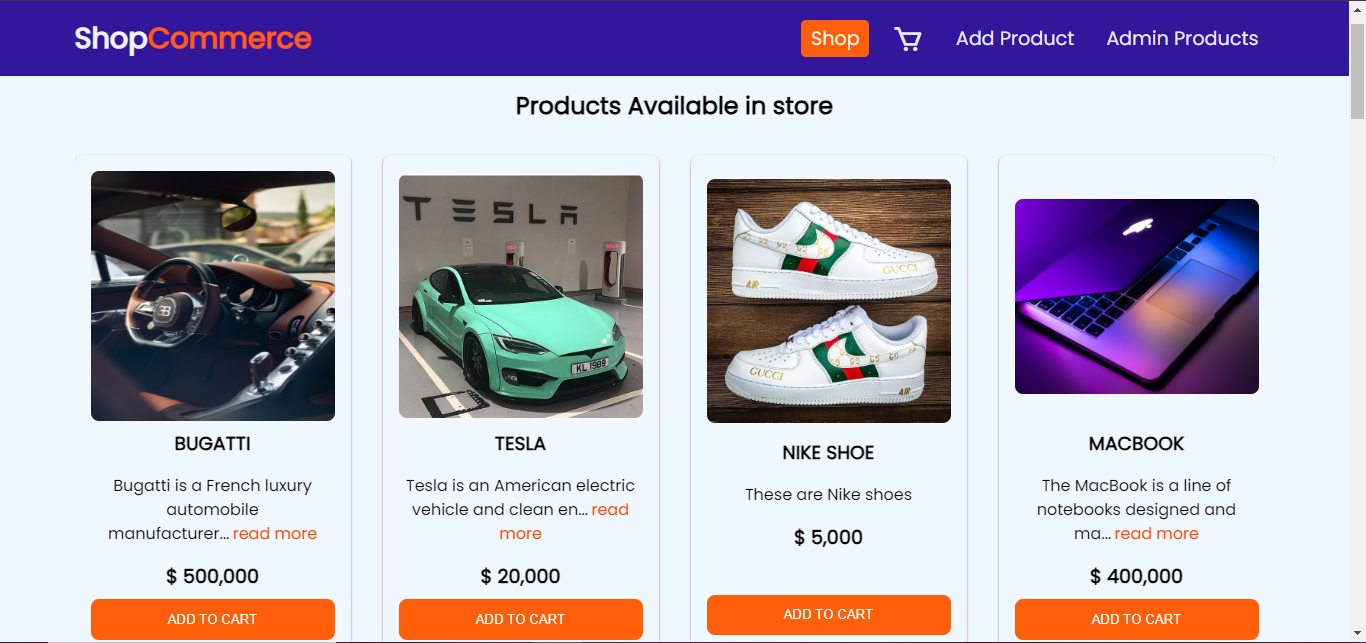 ShopCommerce
Shop
Add Product
Admin Products
Products Available in store
TESLA
KL 1989
GUCCI
AIR
GUCCI
AIR
BUGATTI
Bugatti is a French luxury
automobile
manufacturer... read more
$ 500,000
ADD TO CART
TESLA
Tesla is an American electric
vehicle and clean en... read
more
$ 20,000
ADD TO CART
NIKE SHOE
These are Nike shoes
$ 5,000
ADD TO CART
MACBOOK
The MacBook is a line of
notebooks designed and
ma... read more
$ 400,000
ADD TO CART